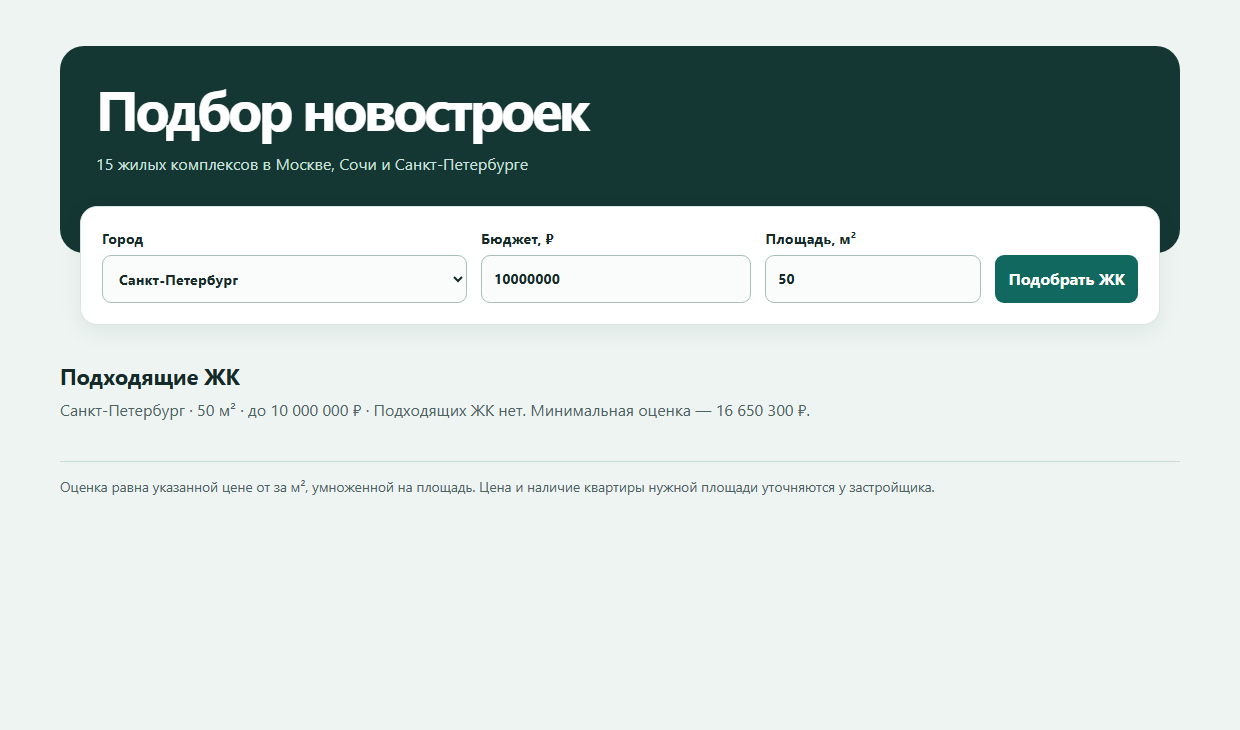 Подбор новостроек
15 жилых комплексов в Москве, Сочи и Санкт-Петербурге
Город
Бюджет, ₽
Площадь, м²
Санкт-Петербург
10000000
50
Подобрать ЖК
Подходящие ЖК
Санкт-Петербург · 50 м² · до 10 000 000 ₽ · Подходящих ЖК нет. Минимальная оценка — 16 650 300 ₽.
Оценка равна указанной цене от за м², умноженной на площадь. Цена и наличие квартиры нужной площади уточняются у застройщика.